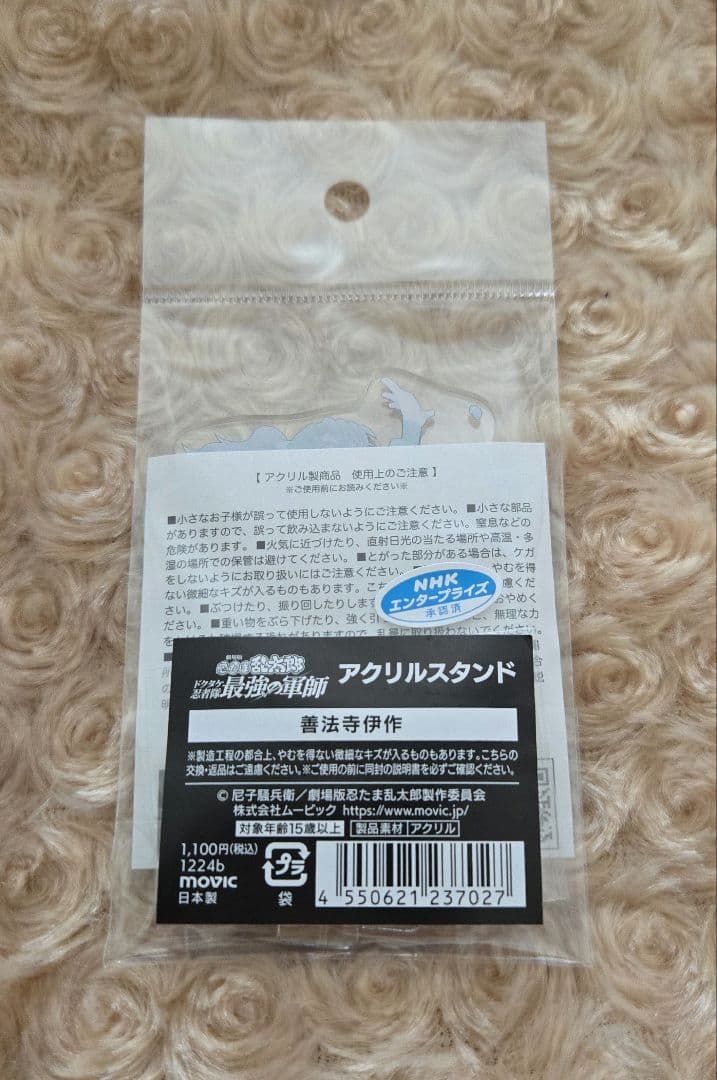 【 アクリル製商品　使用上のご注意 】
※ご使用前にお読みください※
■小さなお子様が誤って使用しないようにご注意ください。 ■小さな部品
がありますので、誤って飲み込まないようにご注意ください。窒息などの
危険があります。 ■火気に近づけたり、直射日光の当たる場所や高温・多
湿の場所での保管は避けてください。 ■とがった部分がある場合は、ケガ
をしないようにお取り扱いにはご注意ください。 やむを得
ない微細なキズが入るものもあります。
■ぶつけたり、振り回したりします おやめく
■重い物をぶら下げたり、強く引 無理な力
NHK
エンタープライズ
承認済
劇場版
忍たま乱太郎
ドクタケ忍者隊
最強の軍師
アクリルスタンド
善法寺伊作
※製造工程の都合上、やむを得ない微細なキズが入るものもあります。こちらの
交換・返品はご遠慮ください。※ご使用の前に同封の説明書を必ずご確認ください。
© 尼子騒兵衛／劇場版忍たま乱太郎製作委員会
株式会社ムービック https://www.movic.jp/
対象年齢15歳以上 製品素材 アクリル
1,100円(税込)
1224b
movic
日本製
プラ
袋
4 550621 237027